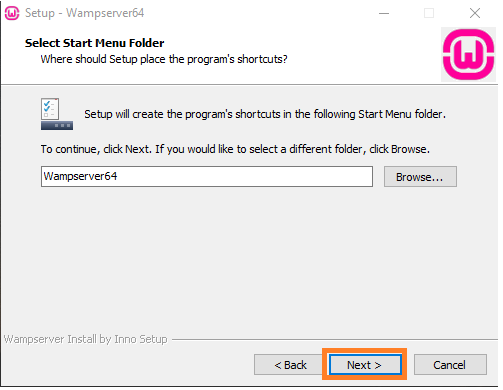 Setup - Wampserver64
Select Start Menu Folder
Where should Setup place the program's shortcuts?
Setup will create the program's shortcuts in the following Start Menu folder.
To continue, click Next. If you would like to select a different folder, click Browse.
Wampserver64
Browse...
Wampserver Install by Inno Setup
< Back
Next >
Cancel